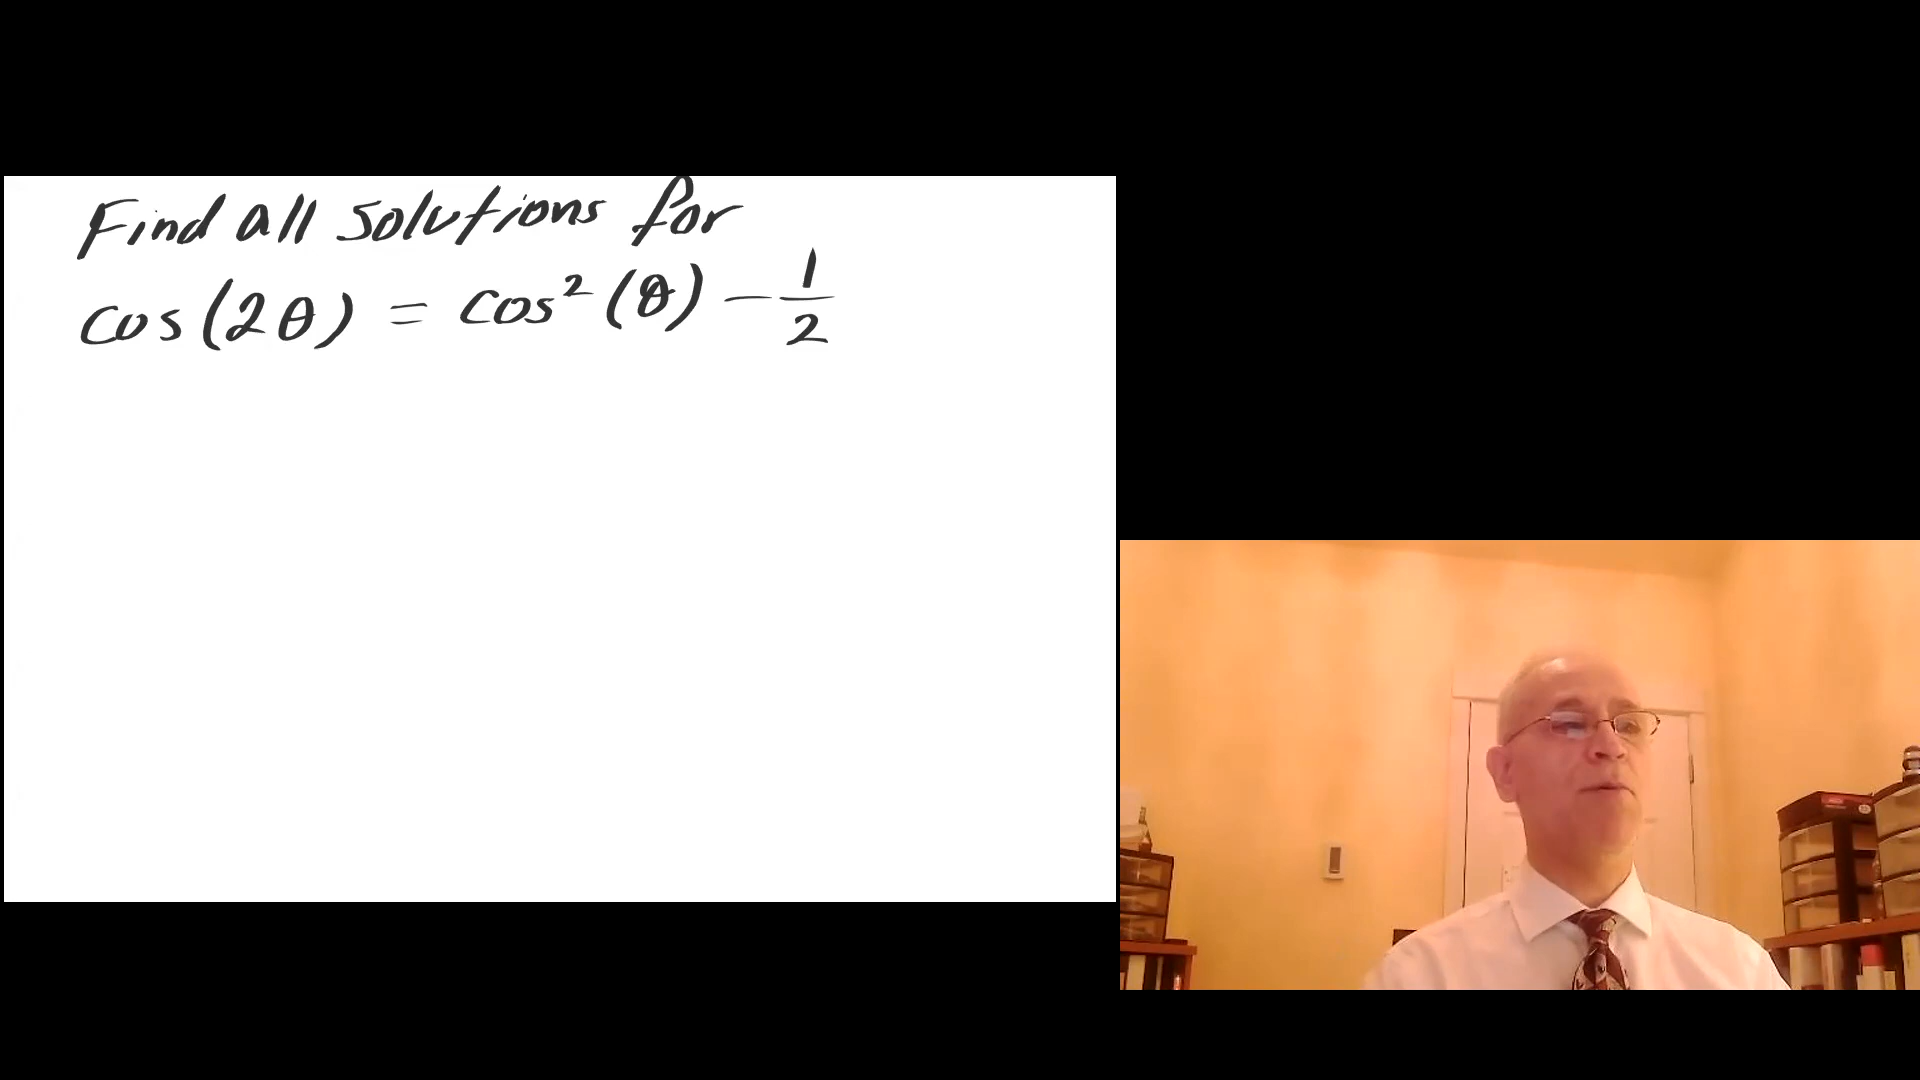 Find all solutions for
cos(2θ) = cos²(θ) - 1/2